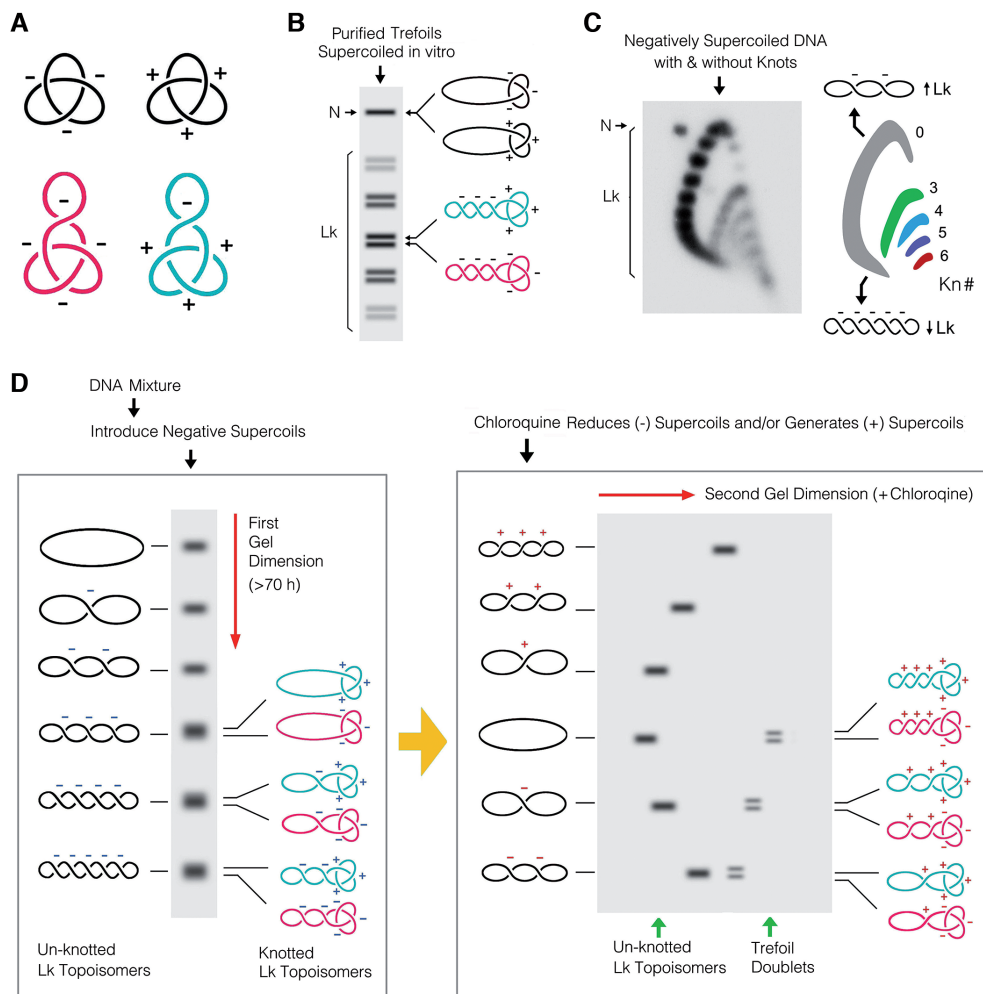 A
B
C
Purified Trefoils
Supercoiled in vitro
Negatively Supercoiled DNA
with & without Knots
- - -
+ + +
- - - -
- + + +
N
Lk
- - -
+ + +
- - - + + +
- - - - - -
N
Lk
- -
↑Lk
0
3
4
5
6
Kn#
- - - - -
↓Lk
D
DNA Mixture
Introduce Negative Supercoils
Chloroquine Reduces (-) Supercoils and/or Generates (+) Supercoils
First
Gel
Dimension
(>70 h)
-
- -
- - -
- - - -
- - - - -
+ + +
- - -
- + + +
- - - -
- - + + +
- - - - -
Un-knotted
Lk Topoisomers
Knotted
Lk Topoisomers
Second Gel Dimension (+Chloroqine)
+ + +
+ +
+
-
- -
+ + + + + +
+ + + - - -
+ + + + +
+ + - - -
+ + + +
+ - - -
Un-knotted
Lk Topoisomers
Trefoil
Doublets